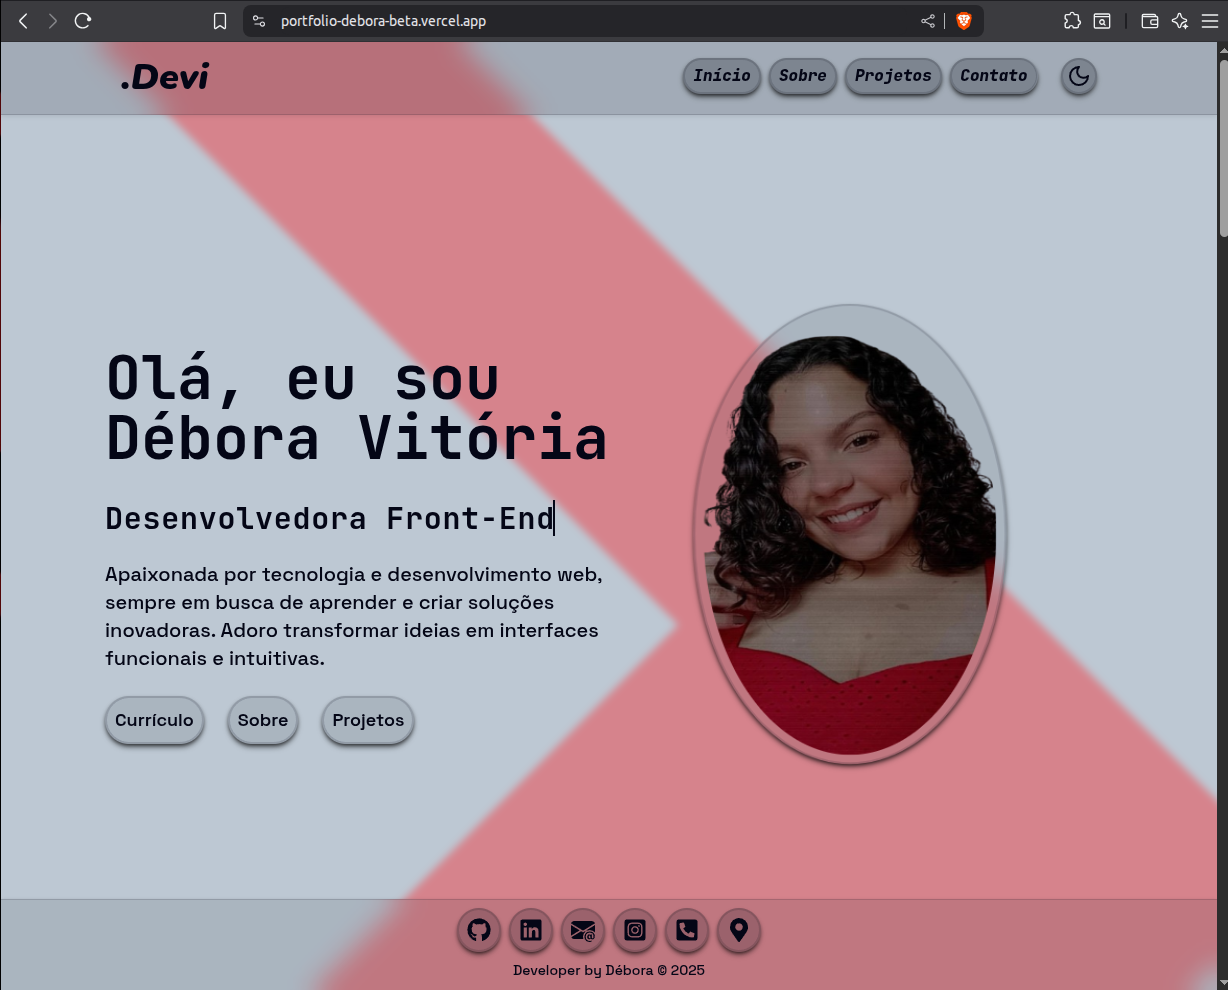 portfolio-debora-beta.vercel.app
.Devi
Início Sobre Projetos Contato
Olá, eu sou
Débora Vitória
Desenvolvedora Front-End
Apaixonada por tecnologia e desenvolvimento web,
sempre em busca de aprender e criar soluções
inovadoras. Adoro transformar ideias em interfaces
funcionais e intuitivas.
Currículo Sobre Projetos
Developer by Débora © 2025